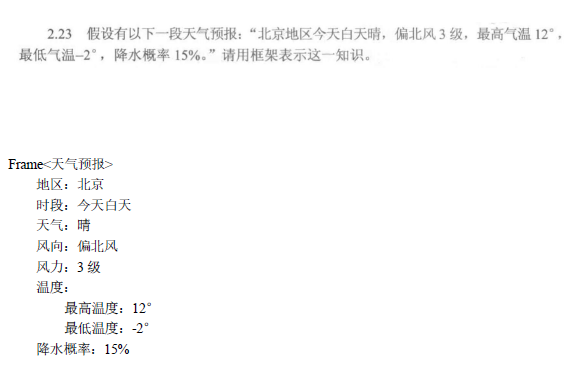 2.23 假设有以下一段天气预报：“北京地区今天白天晴，偏北风 3 级，最高气温 12°，
最低气温–2°，降水概率 15%。”请用框架表示这一知识。
Frame<天气预报>
地区：北京
时段：今天白天
天气：晴
风向：偏北风
风力：3 级
温度：
最高温度：12°
最低温度：-2°
降水概率：15%